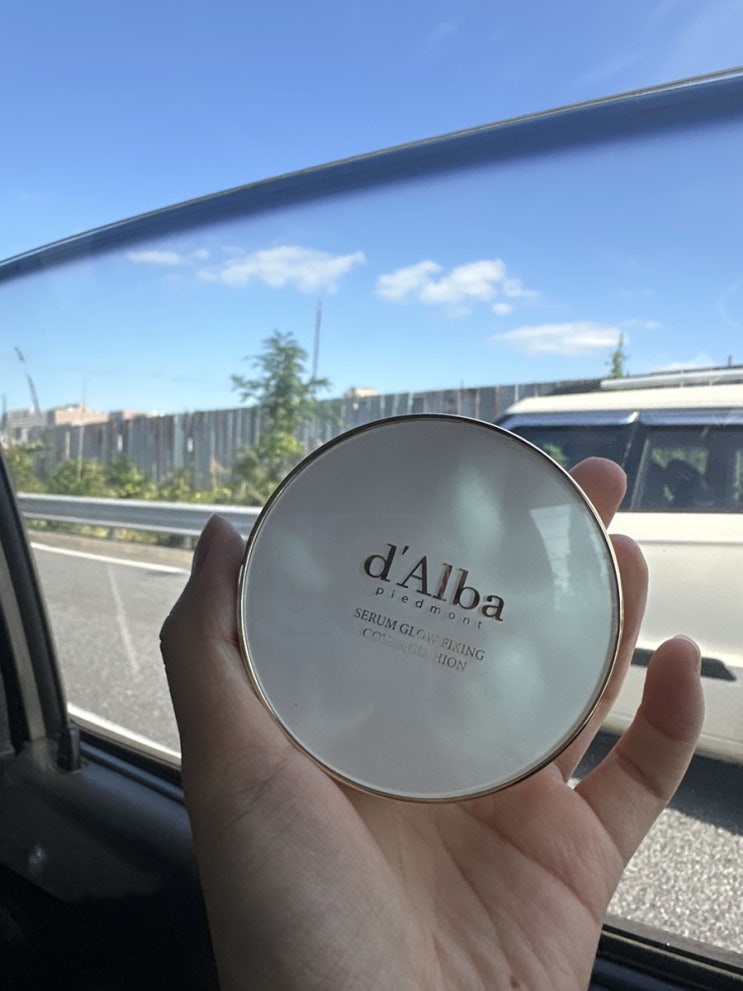 d'Alba
piedmont
SERUM GLOW FIXING
COVER CUSHION